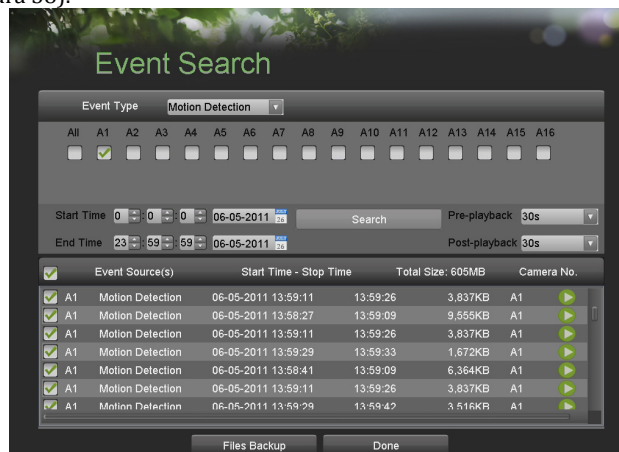 Event Search
Event Type Motion Detection
All A1 A2 A3 A4 A5 A6 A7 A8 A9 A10 A11 A12 A13 A14 A15 A16
Start Time 0 : 0 : 0 06-05-2011 26 Search Pre-playback 30s
End Time 23 : 59 : 59 06-05-2011 26 Post-playback 30s
Event Source(s) Start Time - Stop Time Total Size: 605MB Camera No.
A1 Motion Detection 06-05-2011 13:59:11 13:59:26 3,837KB A1
A1 Motion Detection 06-05-2011 13:58:27 13:59:09 9,555KB A1
A1 Motion Detection 06-05-2011 13:59:11 13:59:26 3,837KB A1
A1 Motion Detection 06-05-2011 13:59:29 13:59:33 1,672KB A1
A1 Motion Detection 06-05-2011 13:58:41 13:59:09 6,364KB A1
A1 Motion Detection 06-05-2011 13:59:11 13:59:26 3,837KB A1
A1 Motion Detection 06-05-2011 13:59:29 13:59:42 3,516KB A1
Files Backup Done